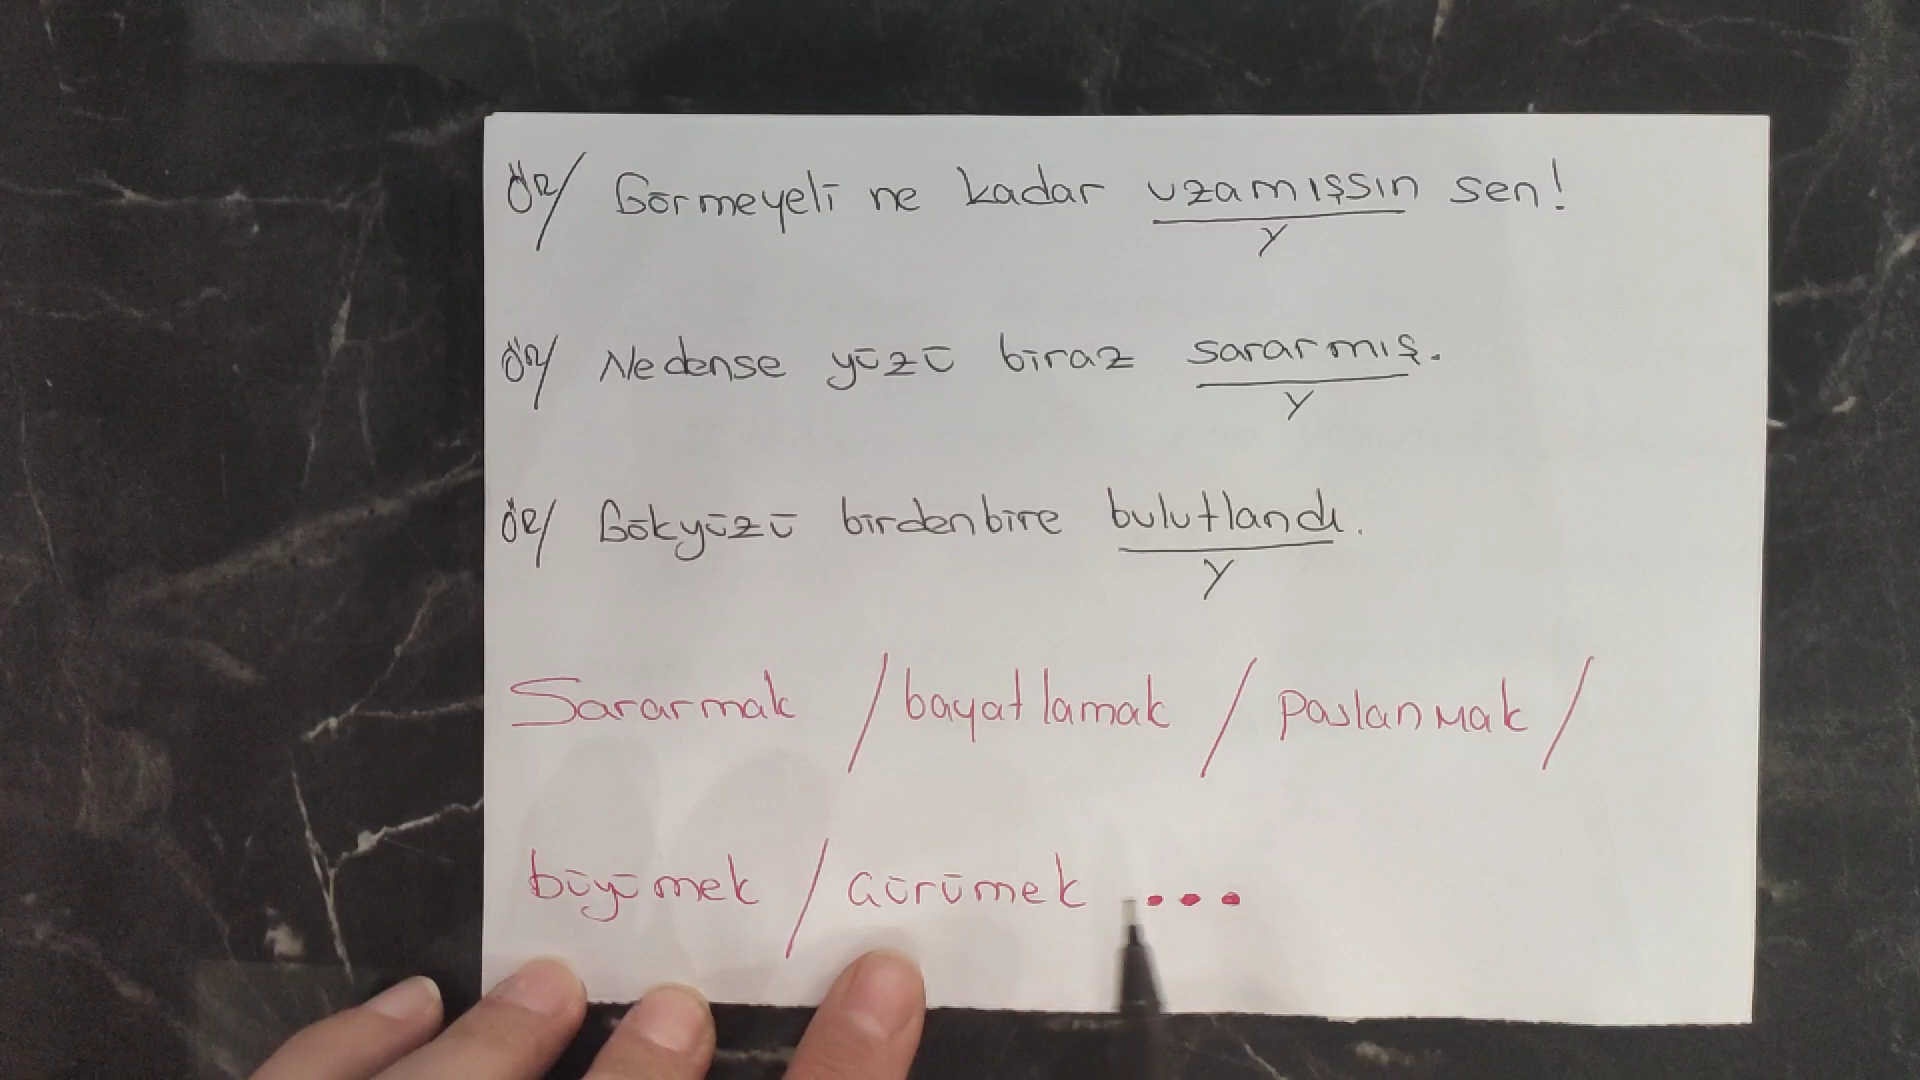 Ör/ Görmeyeli ne kadar uzamışsın sen!
Y
Ör/ Nedense yüzü biraz sararmış.
Y
Ör/ Gökyüzü birdenbire bulutlandı.
Y
Sararmak / bayatlamak / paslanmak /
büyümek / çürümek ....